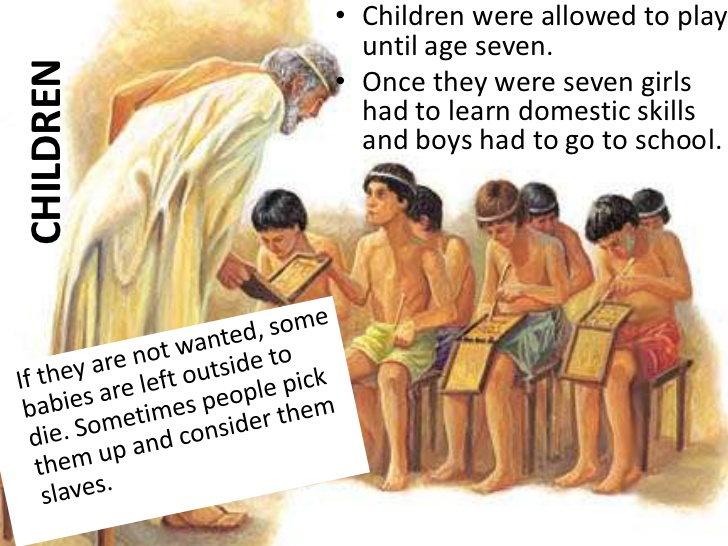 CHILDREN
• Children were allowed to play
until age seven.
• Once they were seven girls
had to learn domestic skills
and boys had to go to school.
If they are not wanted, some
babies are left outside to
die. Sometimes people pick
them up and consider them
slaves.